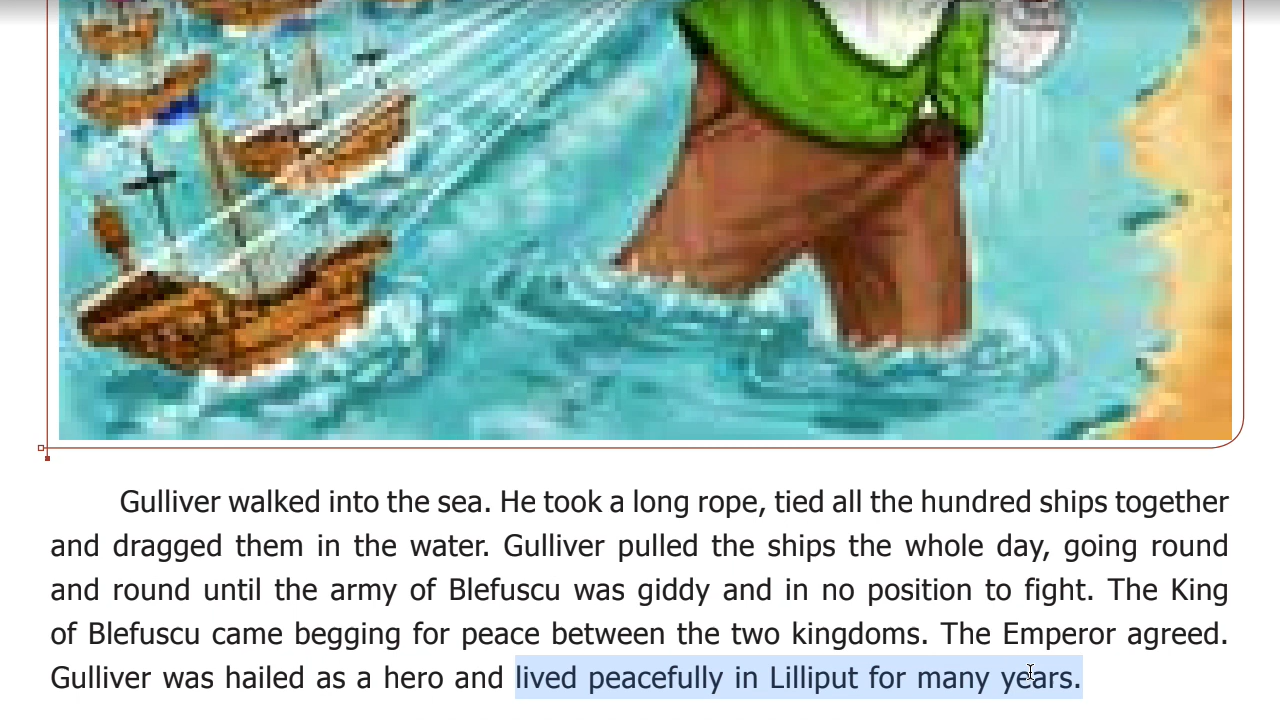 Gulliver walked into the sea. He took a long rope, tied all the hundred ships together
and dragged them in the water. Gulliver pulled the ships the whole day, going round
and round until the army of Blefuscu was giddy and in no position to fight. The King
of Blefuscu came begging for peace between the two kingdoms. The Emperor agreed.
Gulliver was hailed as a hero and lived peacefully in Lilliput for many years.